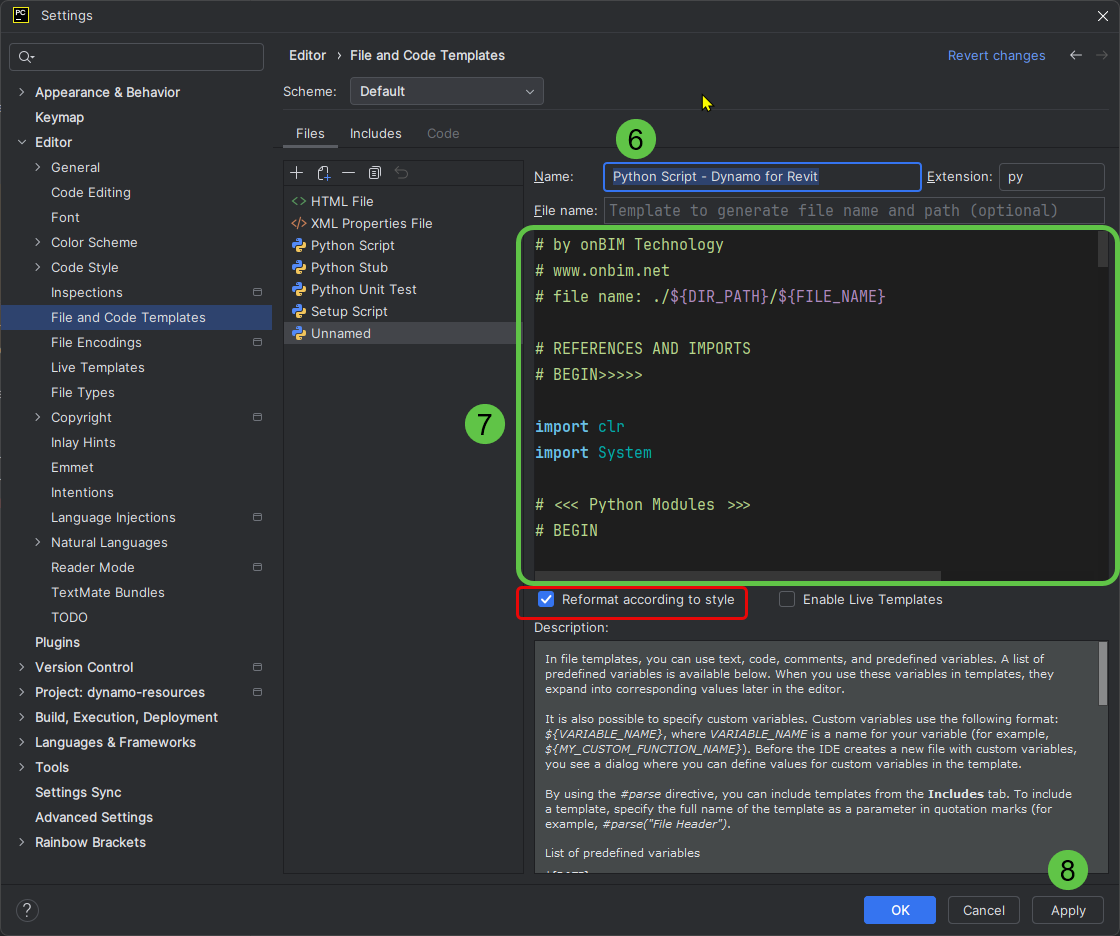 PC
Settings
Editor › File and Code Templates
Revert changes
Scheme:
Default
Files
Includes
Code
Appearance & Behavior
Keymap
Editor
General
Code Editing
Font
Color Scheme
Code Style
Inspections
File and Code Templates
File Encodings
Live Templates
File Types
Copyright
Inlay Hints
Emmet
Intentions
Language Injections
Natural Languages
Reader Mode
TextMate Bundles
TODO
Plugins
Version Control
Project: dynamo-resources
Build, Execution, Deployment
Languages & Frameworks
Tools
Settings Sync
Advanced Settings
Rainbow Brackets
HTML File
XML Properties File
Python Script
Python Stub
Python Unit Test
Setup Script
Unnamed
6
Name:
Python Script - Dynamo for Revit
Extension:
py
File name:
Template to generate file name and path (optional)
7
# by onBIM Technology
# www.onbim.net
# file name: ./${DIR_PATH}/${FILE_NAME}
# REFERENCES AND IMPORTS
# BEGIN>>>>>
import clr
import System
# <<< Python Modules >>>
# BEGIN
Reformat according to style
Enable Live Templates
Description:
In file templates, you can use text, code, comments, and predefined variables. A list of
predefined variables is available below. When you use these variables in templates, they
expand into corresponding values later in the editor.
It is also possible to specify custom variables. Custom variables use the following format:
${VARIABLE_NAME}, where VARIABLE_NAME is a name for your variable (for example,
${MY_CUSTOM_FUNCTION_NAME}). Before the IDE creates a new file with custom variables,
you see a dialog where you can define values for custom variables in the template.
By using the #parse directive, you can include templates from the Includes tab. To include
a template, specify the full name of the template as a parameter in quotation marks (for
example, #parse("File Header").
List of predefined variables
8
?
OK
Cancel
Apply